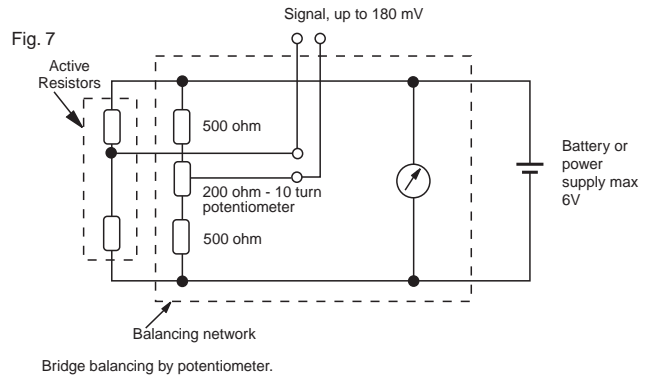 Signal, up to 180 mV
Fig. 7
Active
Resistors
500 ohm
200 ohm - 10 turn
potentiometer
500 ohm
Battery or
power
supply max
6V
Balancing network
Bridge balancing by potentiometer.